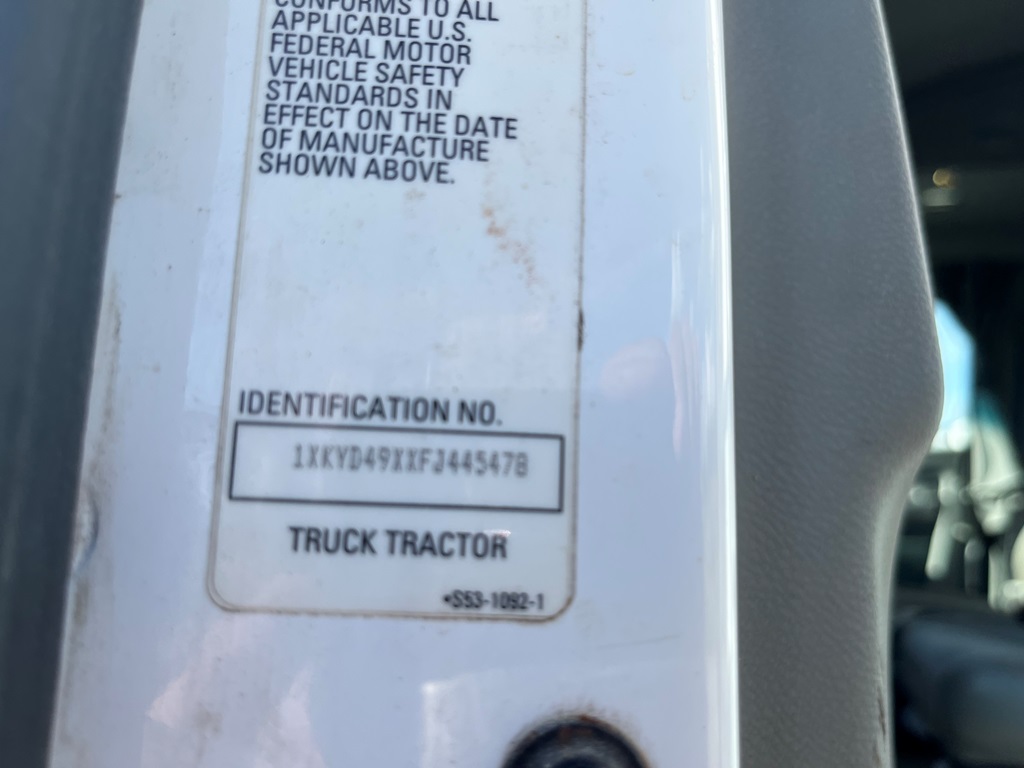 CONFORMS TO ALL
APPLICABLE U.S.
FEDERAL MOTOR
VEHICLE SAFETY
STANDARDS IN
EFFECT ON THE DATE
OF MANUFACTURE
SHOWN ABOVE.
IDENTIFICATION NO.
1XKYD49XXFJ445478
TRUCK TRACTOR
•S53-1092-1